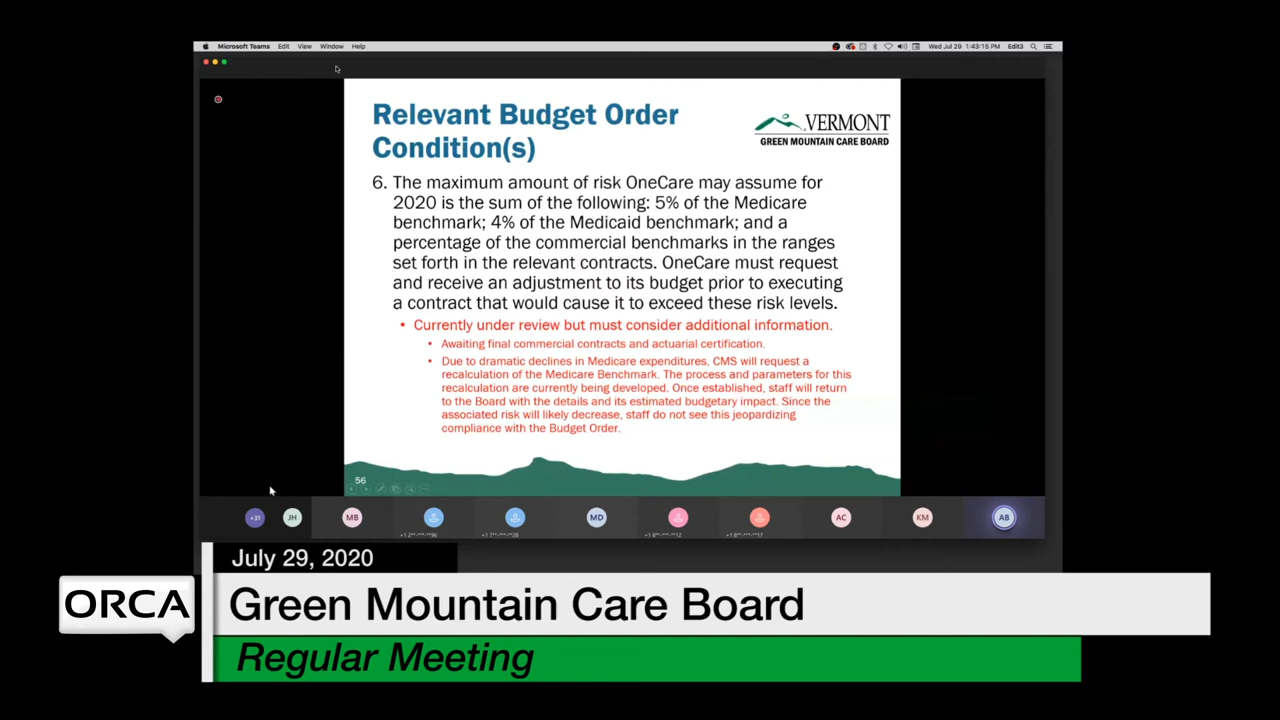 Microsoft Teams Edit View Window Help
Wed Jul 29 1:43:15 PM Edit3
Relevant Budget Order
Condition(s)
VERMONT
GREEN MOUNTAIN CARE BOARD
6. The maximum amount of risk OneCare may assume for
2020 is the sum of the following: 5% of the Medicare
benchmark; 4% of the Medicaid benchmark; and a
percentage of the commercial benchmarks in the ranges
set forth in the relevant contracts. OneCare must request
and receive an adjustment to its budget prior to executing
a contract that would cause it to exceed these risk levels.
• Currently under review but must consider additional information.
• Awaiting final commercial contracts and actuarial certification.
• Due to dramatic declines in Medicare expenditures, CMS will request a
recalculation of the Medicare Benchmark. The process and parameters for this
recalculation are currently being developed. Once established, staff will return
to the Board with the details and its estimated budgetary impact. Since the
associated risk will likely decrease, staff do not see this jeopardizing
compliance with the Budget Order.
56
+31 JH MB MD AC KM AB
July 29, 2020
ORCA
Green Mountain Care Board
Regular Meeting